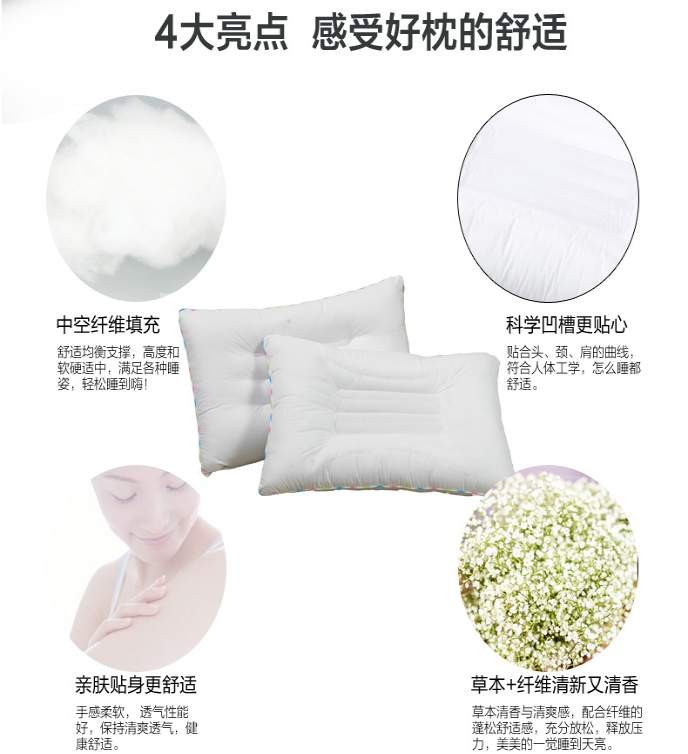 4大亮点 感受好枕的舒适
中空纤维填充
舒适均衡支撑，高度和
软硬适中，满足各种睡
姿，轻松睡到嗨!
科学凹槽更贴心
贴合头、颈、肩的曲线，
符合人体工学，怎么睡都
舒适。
亲肤贴身更舒适
手感柔软， 透气性能
好，保持清爽透气，健
康舒适。
草本+纤维清新又清香
草本清香与清爽感，配合纤维的
蓬松舒适感，充分放松，释放压
力，美美的一觉睡到天亮。